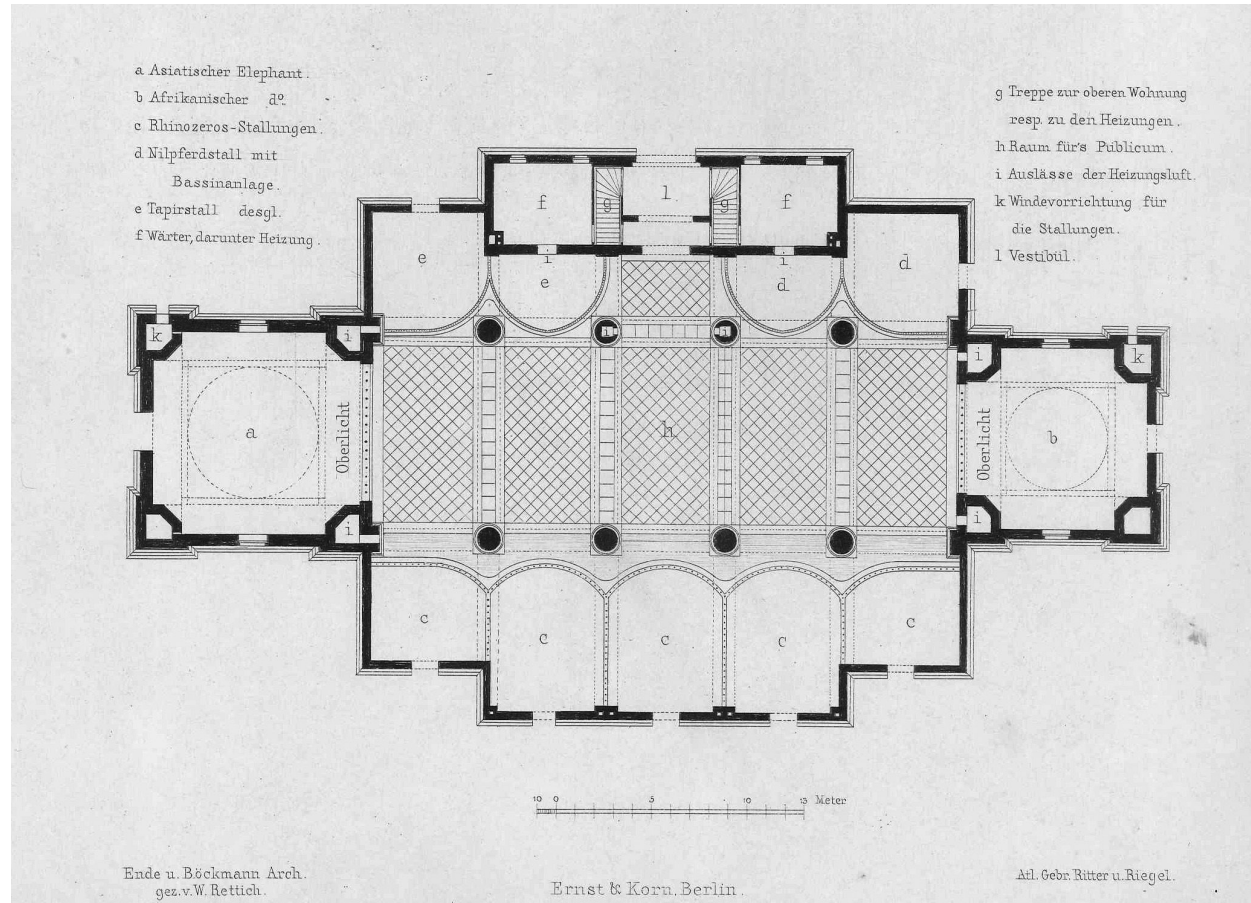 a Asiatischer Elephant.
b Afrikanischer dº.
c Rhinozeros-Stallungen.
d Nilpferdstall mit
Bassinanlage.
e Tapirstall desgl.
f Wärter, darunter Heizung.
g Treppe zur oberen Wohnung
resp. zu den Heizungen.
h Raum für's Publicum.
i Auslässe der Heizungsluft.
k Windevorrichtung für
die Stallungen.
l Vestibül.
f g l. g f
e i e i d d
k i i i i k
a Oberlicht h Oberlicht b
i i
c c c c c
10 0 5 10 13 Meter
Ende u. Böckmann Arch.
gez. v. W. Rettich.
Ernst & Korn, Berlin.
Atl. Gebr. Ritter u. Riegel.